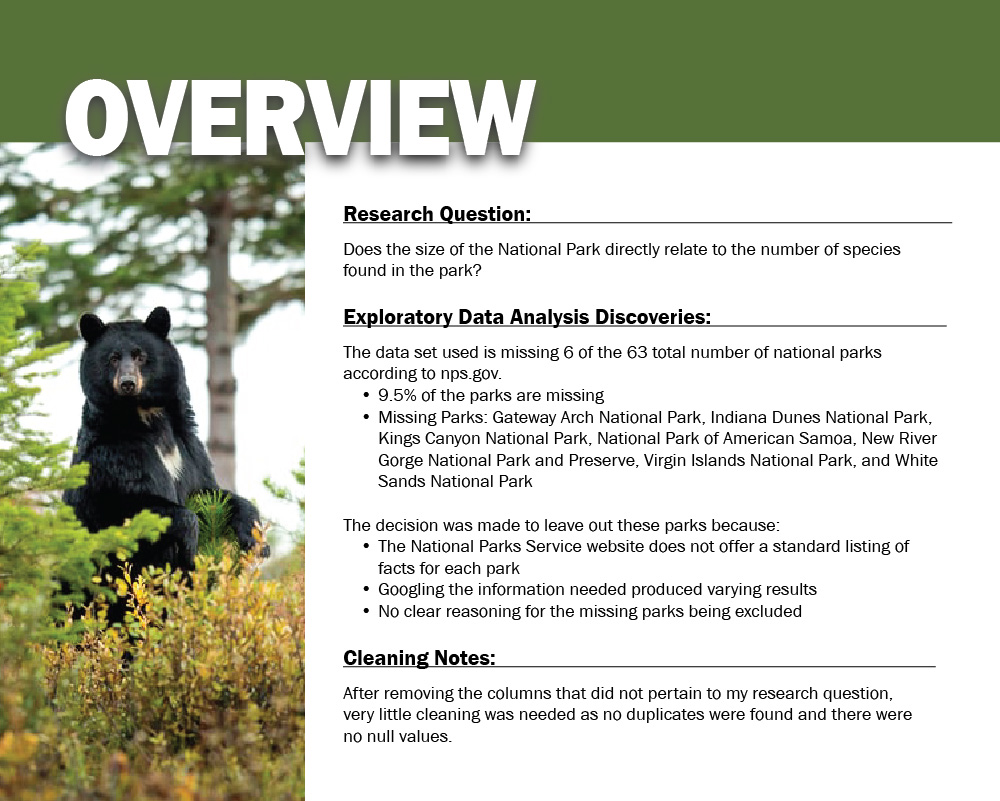 OVERVIEW
Research Question:
Does the size of the National Park directly relate to the number of species
found in the park?
Exploratory Data Analysis Discoveries:
The data set used is missing 6 of the 63 total number of national parks
according to nps.gov.
• 9.5% of the parks are missing
• Missing Parks: Gateway Arch National Park, Indiana Dunes National Park,
Kings Canyon National Park, National Park of American Samoa, New River
Gorge National Park and Preserve, Virgin Islands National Park, and White
Sands National Park
The decision was made to leave out these parks because:
• The National Parks Service website does not offer a standard listing of
facts for each park
• Googling the information needed produced varying results
• No clear reasoning for the missing parks being excluded
Cleaning Notes:
After removing the columns that did not pertain to my research question,
very little cleaning was needed as no duplicates were found and there were
no null values.